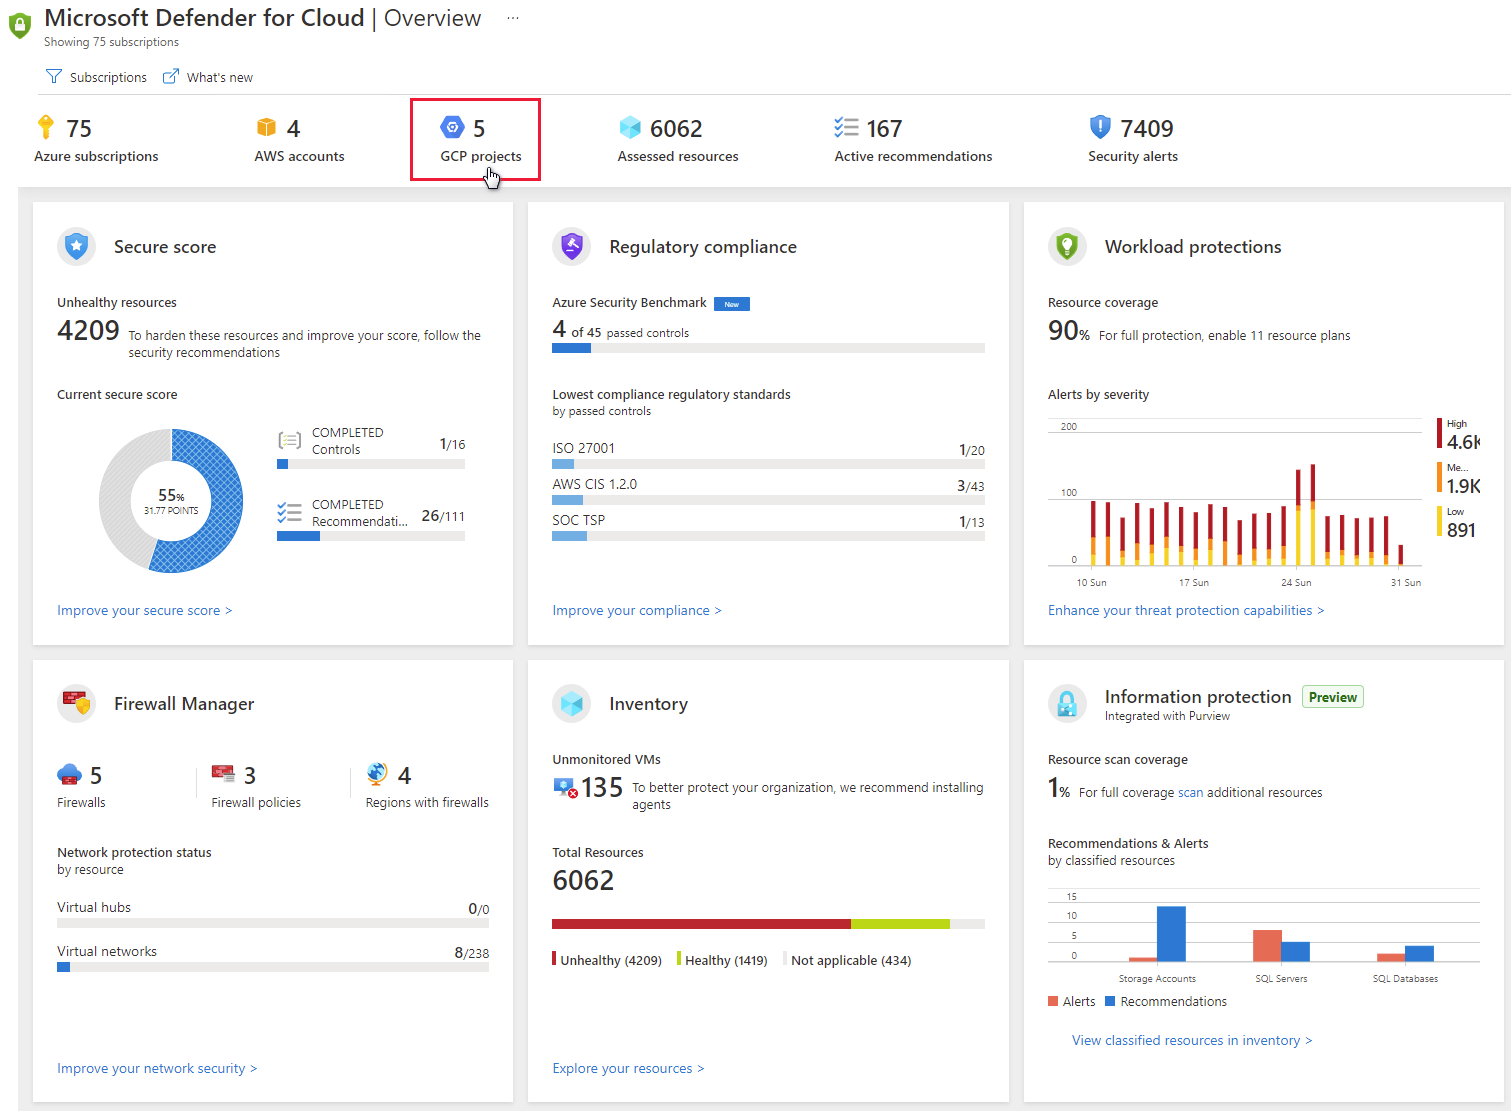 Microsoft Defender for Cloud | Overview ...
Showing 75 subscriptions
Subscriptions What's new
75
Azure subscriptions
4
AWS accounts
5
GCP projects
6062
Assessed resources
167
Active recommendations
7409
Security alerts
Secure score
Unhealthy resources
4209 To harden these resources and improve your score, follow the
security recommendations
Current secure score
55%
31.77 POINTS
COMPLETED
Controls 1/16
COMPLETED
Recommendati... 26/111
Improve your secure score >
Regulatory compliance
Azure Security Benchmark New
4 of 45 passed controls
Lowest compliance regulatory standards
by passed controls
ISO 27001 1/20
AWS CIS 1.2.0 3/43
SOC TSP 1/13
Improve your compliance >
Workload protections
Resource coverage
90% For full protection, enable 11 resource plans
Alerts by severity
200
100
0
10 Sun 17 Sun 24 Sun 31 Sun
High
4.6K
Me...
1.9K
Low
891
Enhance your threat protection capabilities >
Firewall Manager
5
Firewalls
3
Firewall policies
4
Regions with firewalls
Network protection status
by resource
Virtual hubs 0/0
Virtual networks 8/238
Improve your network security >
Inventory
Unmonitored VMs
135 To better protect your organization, we recommend installing
agents
Total Resources
6062
Unhealthy (4209) Healthy (1419) Not applicable (434)
Explore your resources >
Information protection Preview
Integrated with Purview
Resource scan coverage
1% For full coverage scan additional resources
Recommendations & Alerts
by classified resources
15
10
5
0
Storage Accounts SQL Servers SQL Databases
Alerts Recommendations
View classified resources in inventory >